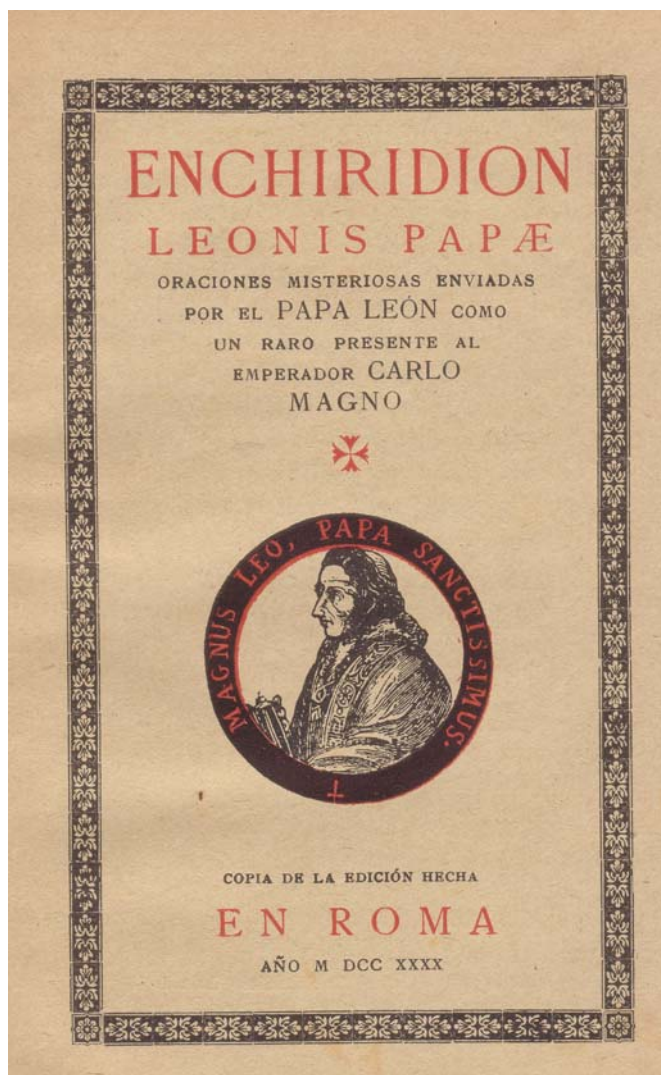 ENCHIRIDION
LEONIS PAPÆ
ORACIONES MISTERIOSAS ENVIADAS
POR EL PAPA LEÓN COMO
UN RARO PRESENTE AL
EMPERADOR CARLO
MAGNO
MAGNUS LEO, PAPA SANCTISSIMUS.
COPIA DE LA EDICIÓN HECHA
EN ROMA
AÑO M DCC XXXX